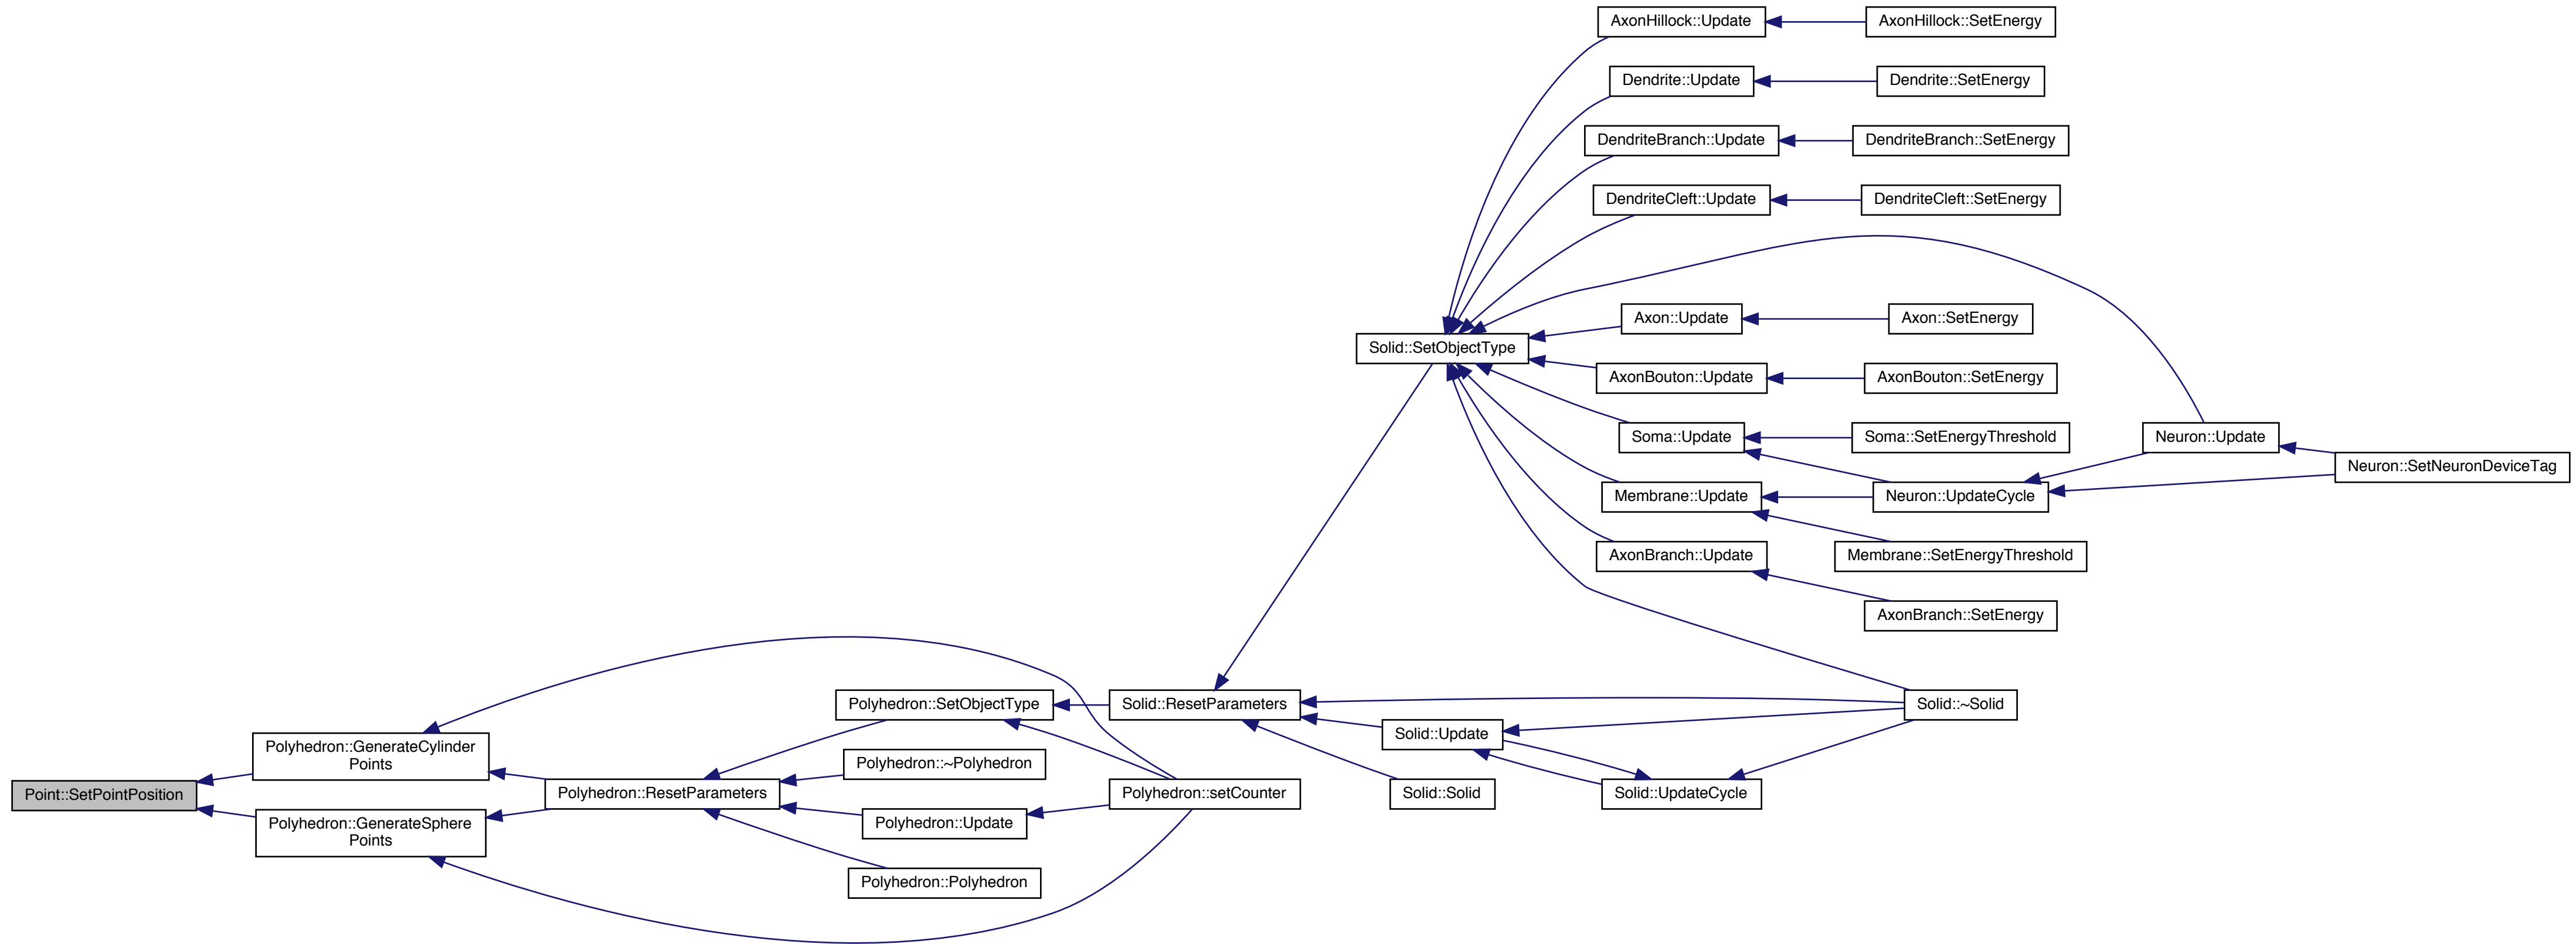 AxonHillock::Update
AxonHillock::SetEnergy
Dendrite::Update
Dendrite::SetEnergy
DendriteBranch::Update
DendriteBranch::SetEnergy
DendriteCleft::Update
DendriteCleft::SetEnergy
Axon::Update
Axon::SetEnergy
Solid::SetObjectType
AxonBouton::Update
AxonBouton::SetEnergy
Soma::Update
Soma::SetEnergyThreshold
Neuron::Update
Neuron::SetNeuronDeviceTag
Membrane::Update
Neuron::UpdateCycle
AxonBranch::Update
Membrane::SetEnergyThreshold
AxonBranch::SetEnergy
Polyhedron::SetObjectType
Solid::ResetParameters
Solid::~Solid
Solid::Update
Polyhedron::GenerateCylinder
Points
Polyhedron::~Polyhedron
Point::SetPointPosition
Polyhedron::ResetParameters
Polyhedron::setCounter
Solid::Solid
Solid::UpdateCycle
Polyhedron::GenerateSphere
Points
Polyhedron::Update
Polyhedron::Polyhedron